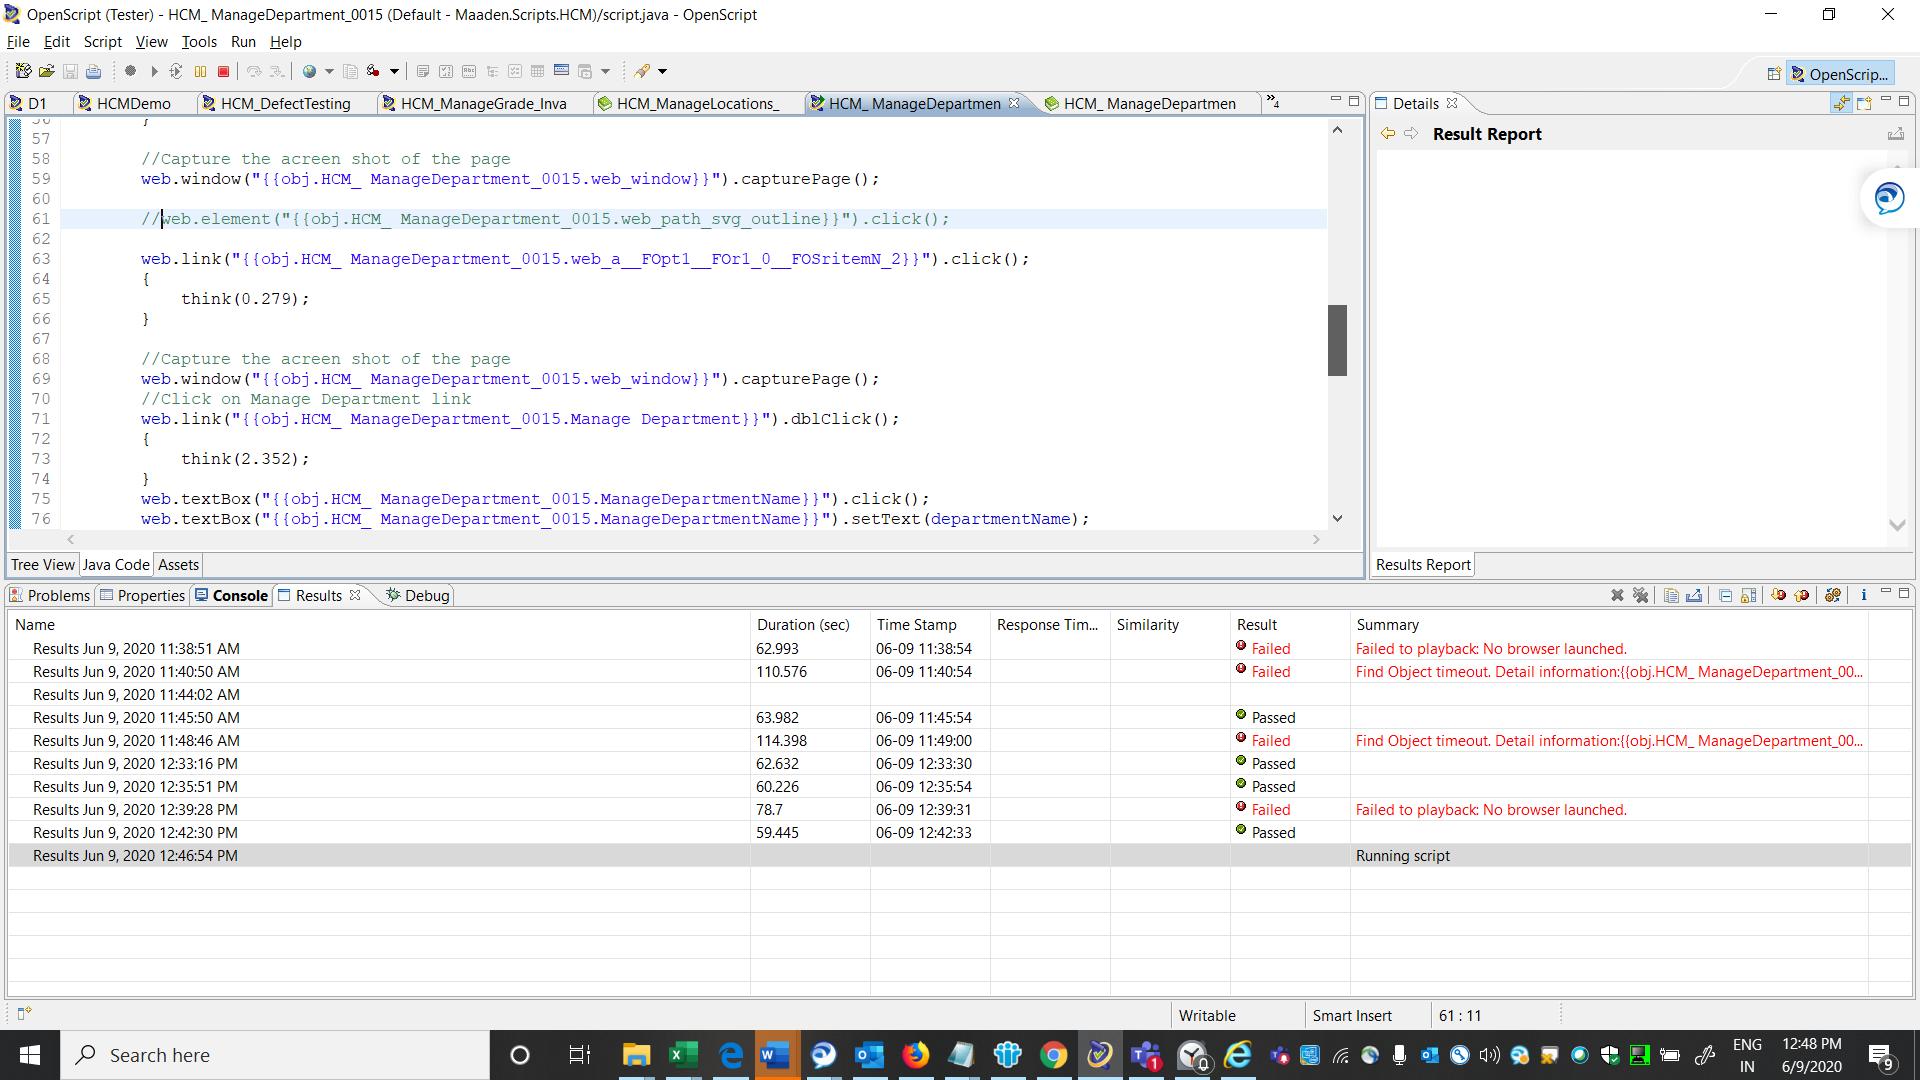 OpenScript (Tester) - HCM_ ManageDepartment_0015 (Default - Maaden.Scripts.HCM)/script.java - OpenScript
File Edit Script View Tools Run Help
OpenScrip...
D1 HCMDemo HCM_DefectTesting HCM_ManageGrade_Inva HCM_ManageLocations_ HCM_ ManageDepartmen HCM_ ManageDepartmen »4
Details
Result Report
56 }
57
58 //Capture the acreen shot of the page
59 web.window("{{obj.HCM_ ManageDepartment_0015.web_window}}").capturePage();
60
61 //web.element("{{obj.HCM_ ManageDepartment_0015.web_path_svg_outline}}").click();
62
63 web.link("{{obj.HCM_ ManageDepartment_0015.web_a__FOpt1__FOr1_0__FOSritemN_2}}").click();
64 {
65 think(0.279);
66 }
67
68 //Capture the acreen shot of the page
69 web.window("{{obj.HCM_ ManageDepartment_0015.web_window}}").capturePage();
70 //Click on Manage Department link
71 web.link("{{obj.HCM_ ManageDepartment_0015.Manage Department}}").dblClick();
72 {
73 think(2.352);
74 }
75 web.textBox("{{obj.HCM_ ManageDepartment_0015.ManageDepartmentName}}").click();
76 web.textBox("{{obj.HCM_ ManageDepartment_0015.ManageDepartmentName}}").setText(departmentName);
Tree View Java Code Assets
Results Report
Problems Properties Console Results Debug
Name Duration (sec) Time Stamp Response Tim... Similarity Result Summary
Results Jun 9, 2020 11:38:51 AM 62.993 06-09 11:38:54 Failed Failed to playback: No browser launched.
Results Jun 9, 2020 11:40:50 AM 110.576 06-09 11:40:54 Failed Find Object timeout. Detail information:{{obj.HCM_ ManageDepartment_00...
Results Jun 9, 2020 11:44:02 AM
Results Jun 9, 2020 11:45:50 AM 63.982 06-09 11:45:54 Passed
Results Jun 9, 2020 11:48:46 AM 114.398 06-09 11:49:00 Failed Find Object timeout. Detail information:{{obj.HCM_ ManageDepartment_00...
Results Jun 9, 2020 12:33:16 PM 62.632 06-09 12:33:30 Passed
Results Jun 9, 2020 12:35:51 PM 60.226 06-09 12:35:54 Passed
Results Jun 9, 2020 12:39:28 PM 78.7 06-09 12:39:31 Failed Failed to playback: No browser launched.
Results Jun 9, 2020 12:42:30 PM 59.445 06-09 12:42:33 Passed
Results Jun 9, 2020 12:46:54 PM Running script
Writable Smart Insert 61 : 11
Search here
ENG 12:48 PM
IN 6/9/2020 9